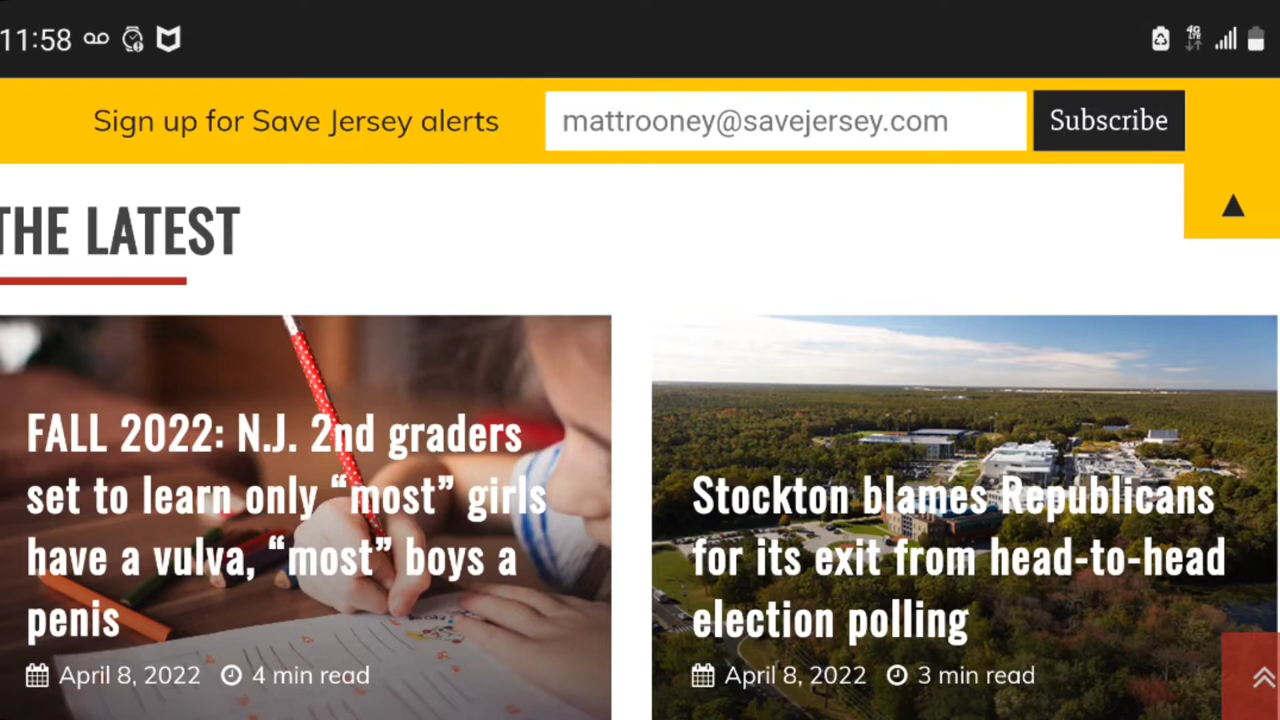 11:58
4G
LTE
Sign up for Save Jersey alerts
mattrooney@savejersey.com
Subscribe
THE LATEST
FALL 2022: N.J. 2nd graders
set to learn only “most” girls
have a vulva, “most” boys a
penis
April 8, 2022 4 min read
Stockton blames Republicans
for its exit from head-to-head
election polling
April 8, 2022 3 min read